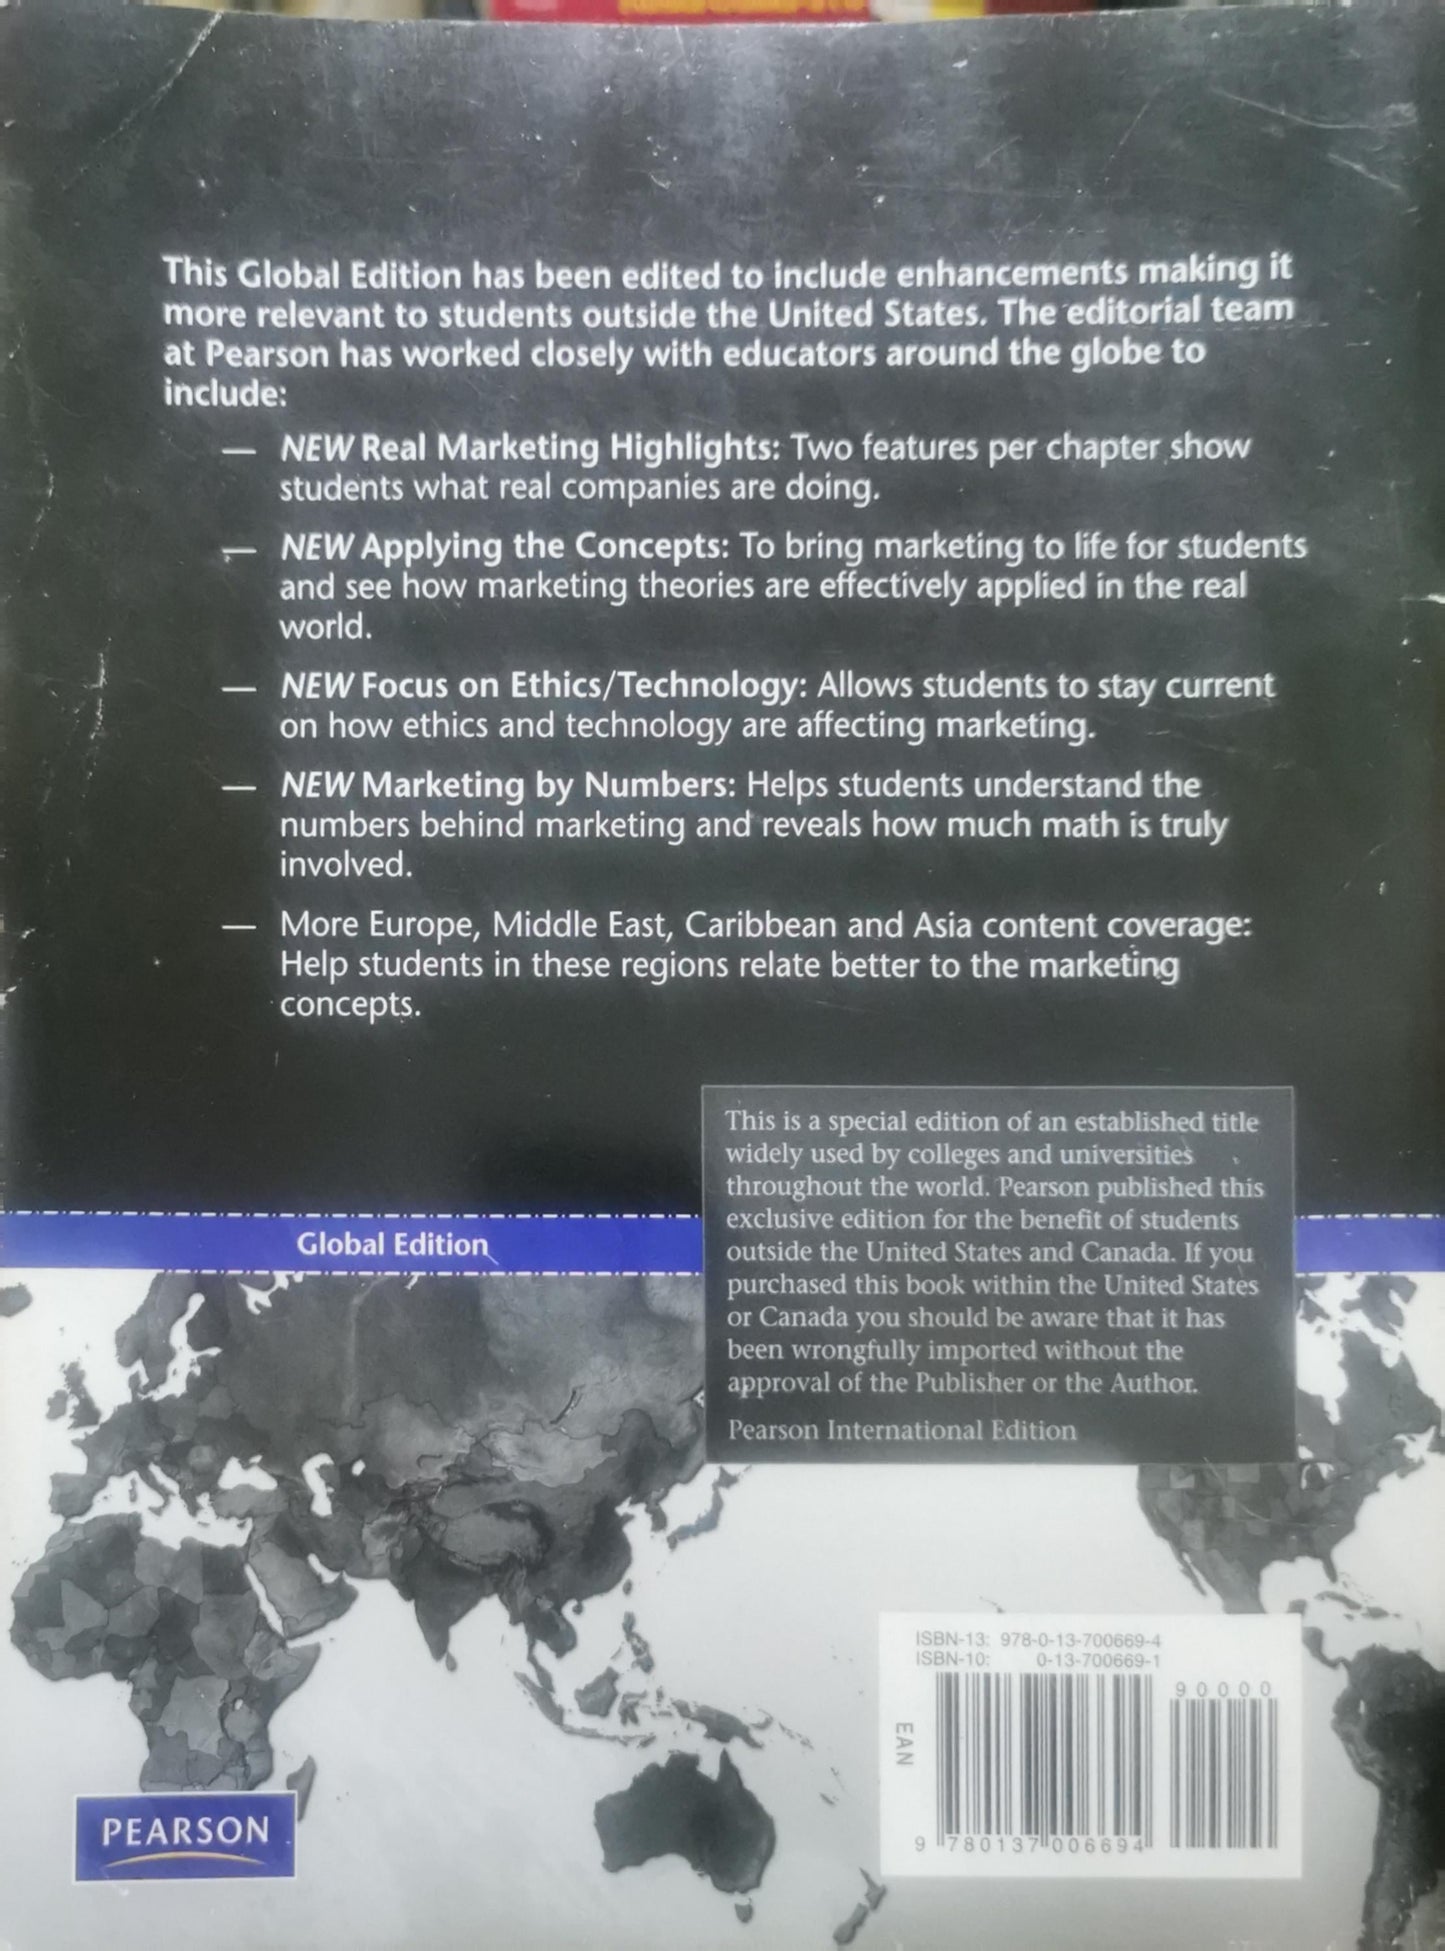 This Global Edition has been edited to include enhancements making it
more relevant to students outside the United States. The editorial team
at Pearson has worked closely with educators around the globe to
include:
— NEW Real Marketing Highlights: Two features per chapter show
students what real companies are doing.
— NEW Applying the Concepts: To bring marketing to life for students
and see how marketing theories are effectively applied in the real
world.
— NEW Focus on Ethics/Technology: Allows students to stay current
on how ethics and technology are affecting marketing.
— NEW Marketing by Numbers: Helps students understand the
numbers behind marketing and reveals how much math is truly
involved.
— More Europe, Middle East, Caribbean and Asia content coverage:
Help students in these regions relate better to the marketing
concepts.
This is a special edition of an established title
widely used by colleges and universities
throughout the world. Pearson published this
exclusive edition for the benefit of students
outside the United States and Canada. If you
purchased this book within the United States
or Canada you should be aware that it has
been wrongfully imported without the
approval of the Publisher or the Author.
Pearson International Edition
Global Edition
ISBN-13: 978-0-13-700669-4
ISBN-10: 0-13-700669-1
90000
EAN
9 780137 006694
PEARSON